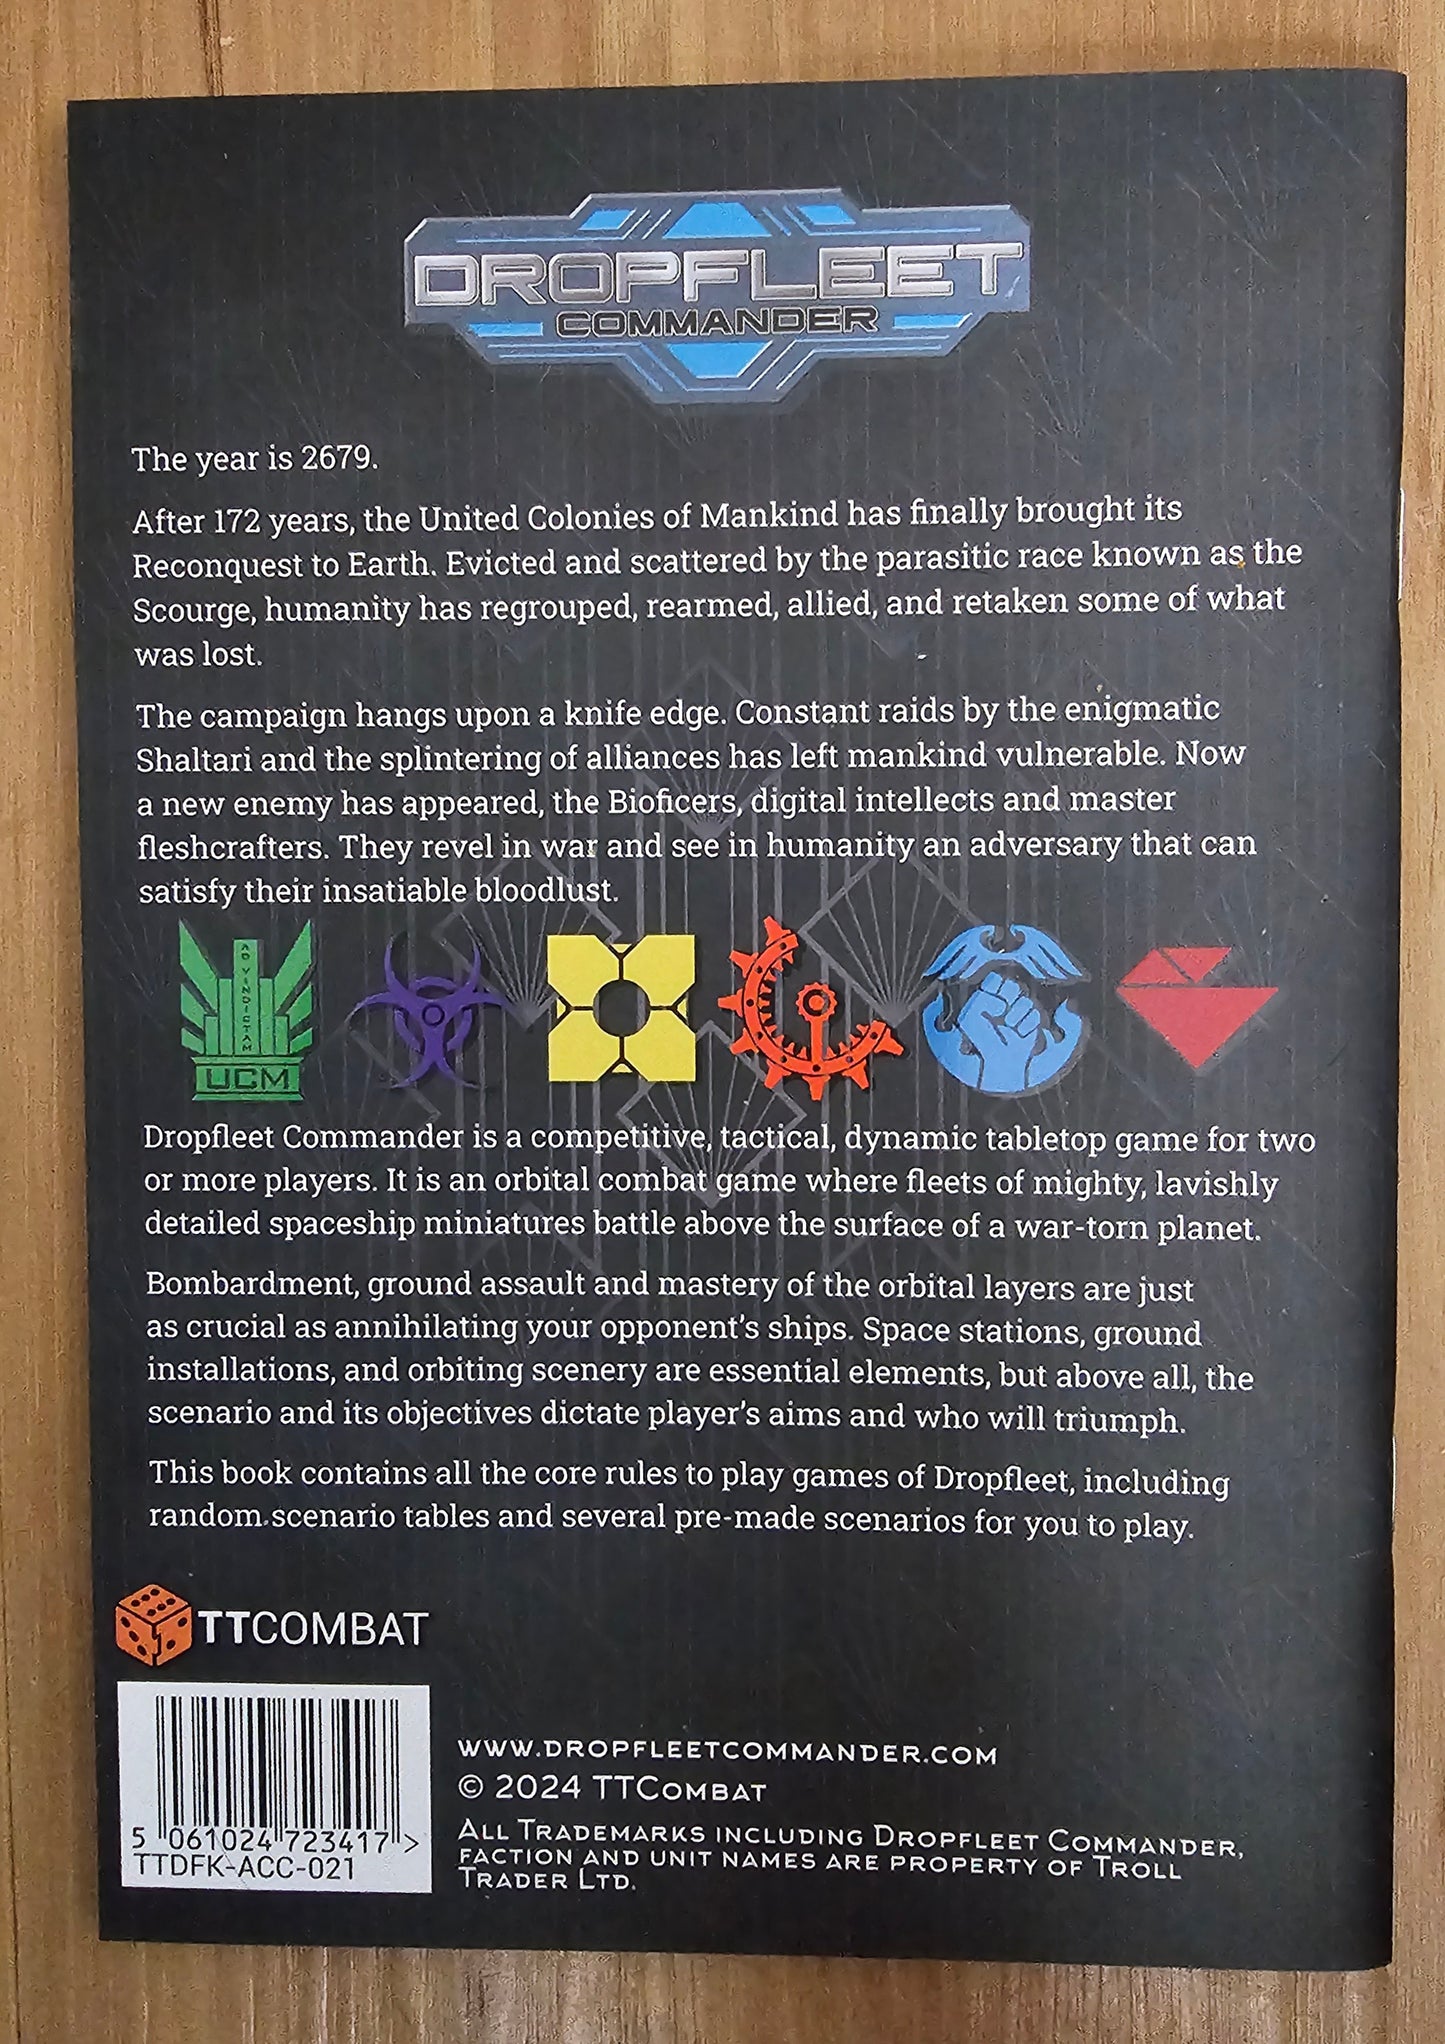 DROPFLEET
COMMANDER
The year is 2679.
After 172 years, the United Colonies of Mankind has finally brought its
Reconquest to Earth. Evicted and scattered by the parasitic race known as the
Scourge, humanity has regrouped, rearmed, allied, and retaken some of what
was lost.
The campaign hangs upon a knife edge. Constant raids by the enigmatic
Shaltari and the splintering of alliances has left mankind vulnerable. Now
a new enemy has appeared, the Bioficers, digital intellects and master
fleshcrafters. They revel in war and see in humanity an adversary that can
satisfy their insatiable bloodlust.
AD VINDICTAM
UCM
Dropfleet Commander is a competitive, tactical, dynamic tabletop game for two
or more players. It is an orbital combat game where fleets of mighty, lavishly
detailed spaceship miniatures battle above the surface of a war-torn planet.
Bombardment, ground assault and mastery of the orbital layers are just
as crucial as annihilating your opponent's ships. Space stations, ground
installations, and orbiting scenery are essential elements, but above all, the
scenario and its objectives dictate player's aims and who will triumph.
This book contains all the core rules to play games of Dropfleet, including
random scenario tables and several pre-made scenarios for you to play.
TTCOMBAT
5 061024 723417 >
TTDFK-ACC-021
WWW.DROPFLEETCOMMANDER.COM
© 2024 TTCOMBAT
ALL TRADEMARKS INCLUDING DROPFLEET COMMANDER,
FACTION AND UNIT NAMES ARE PROPERTY OF TROLL
TRADER LTD.